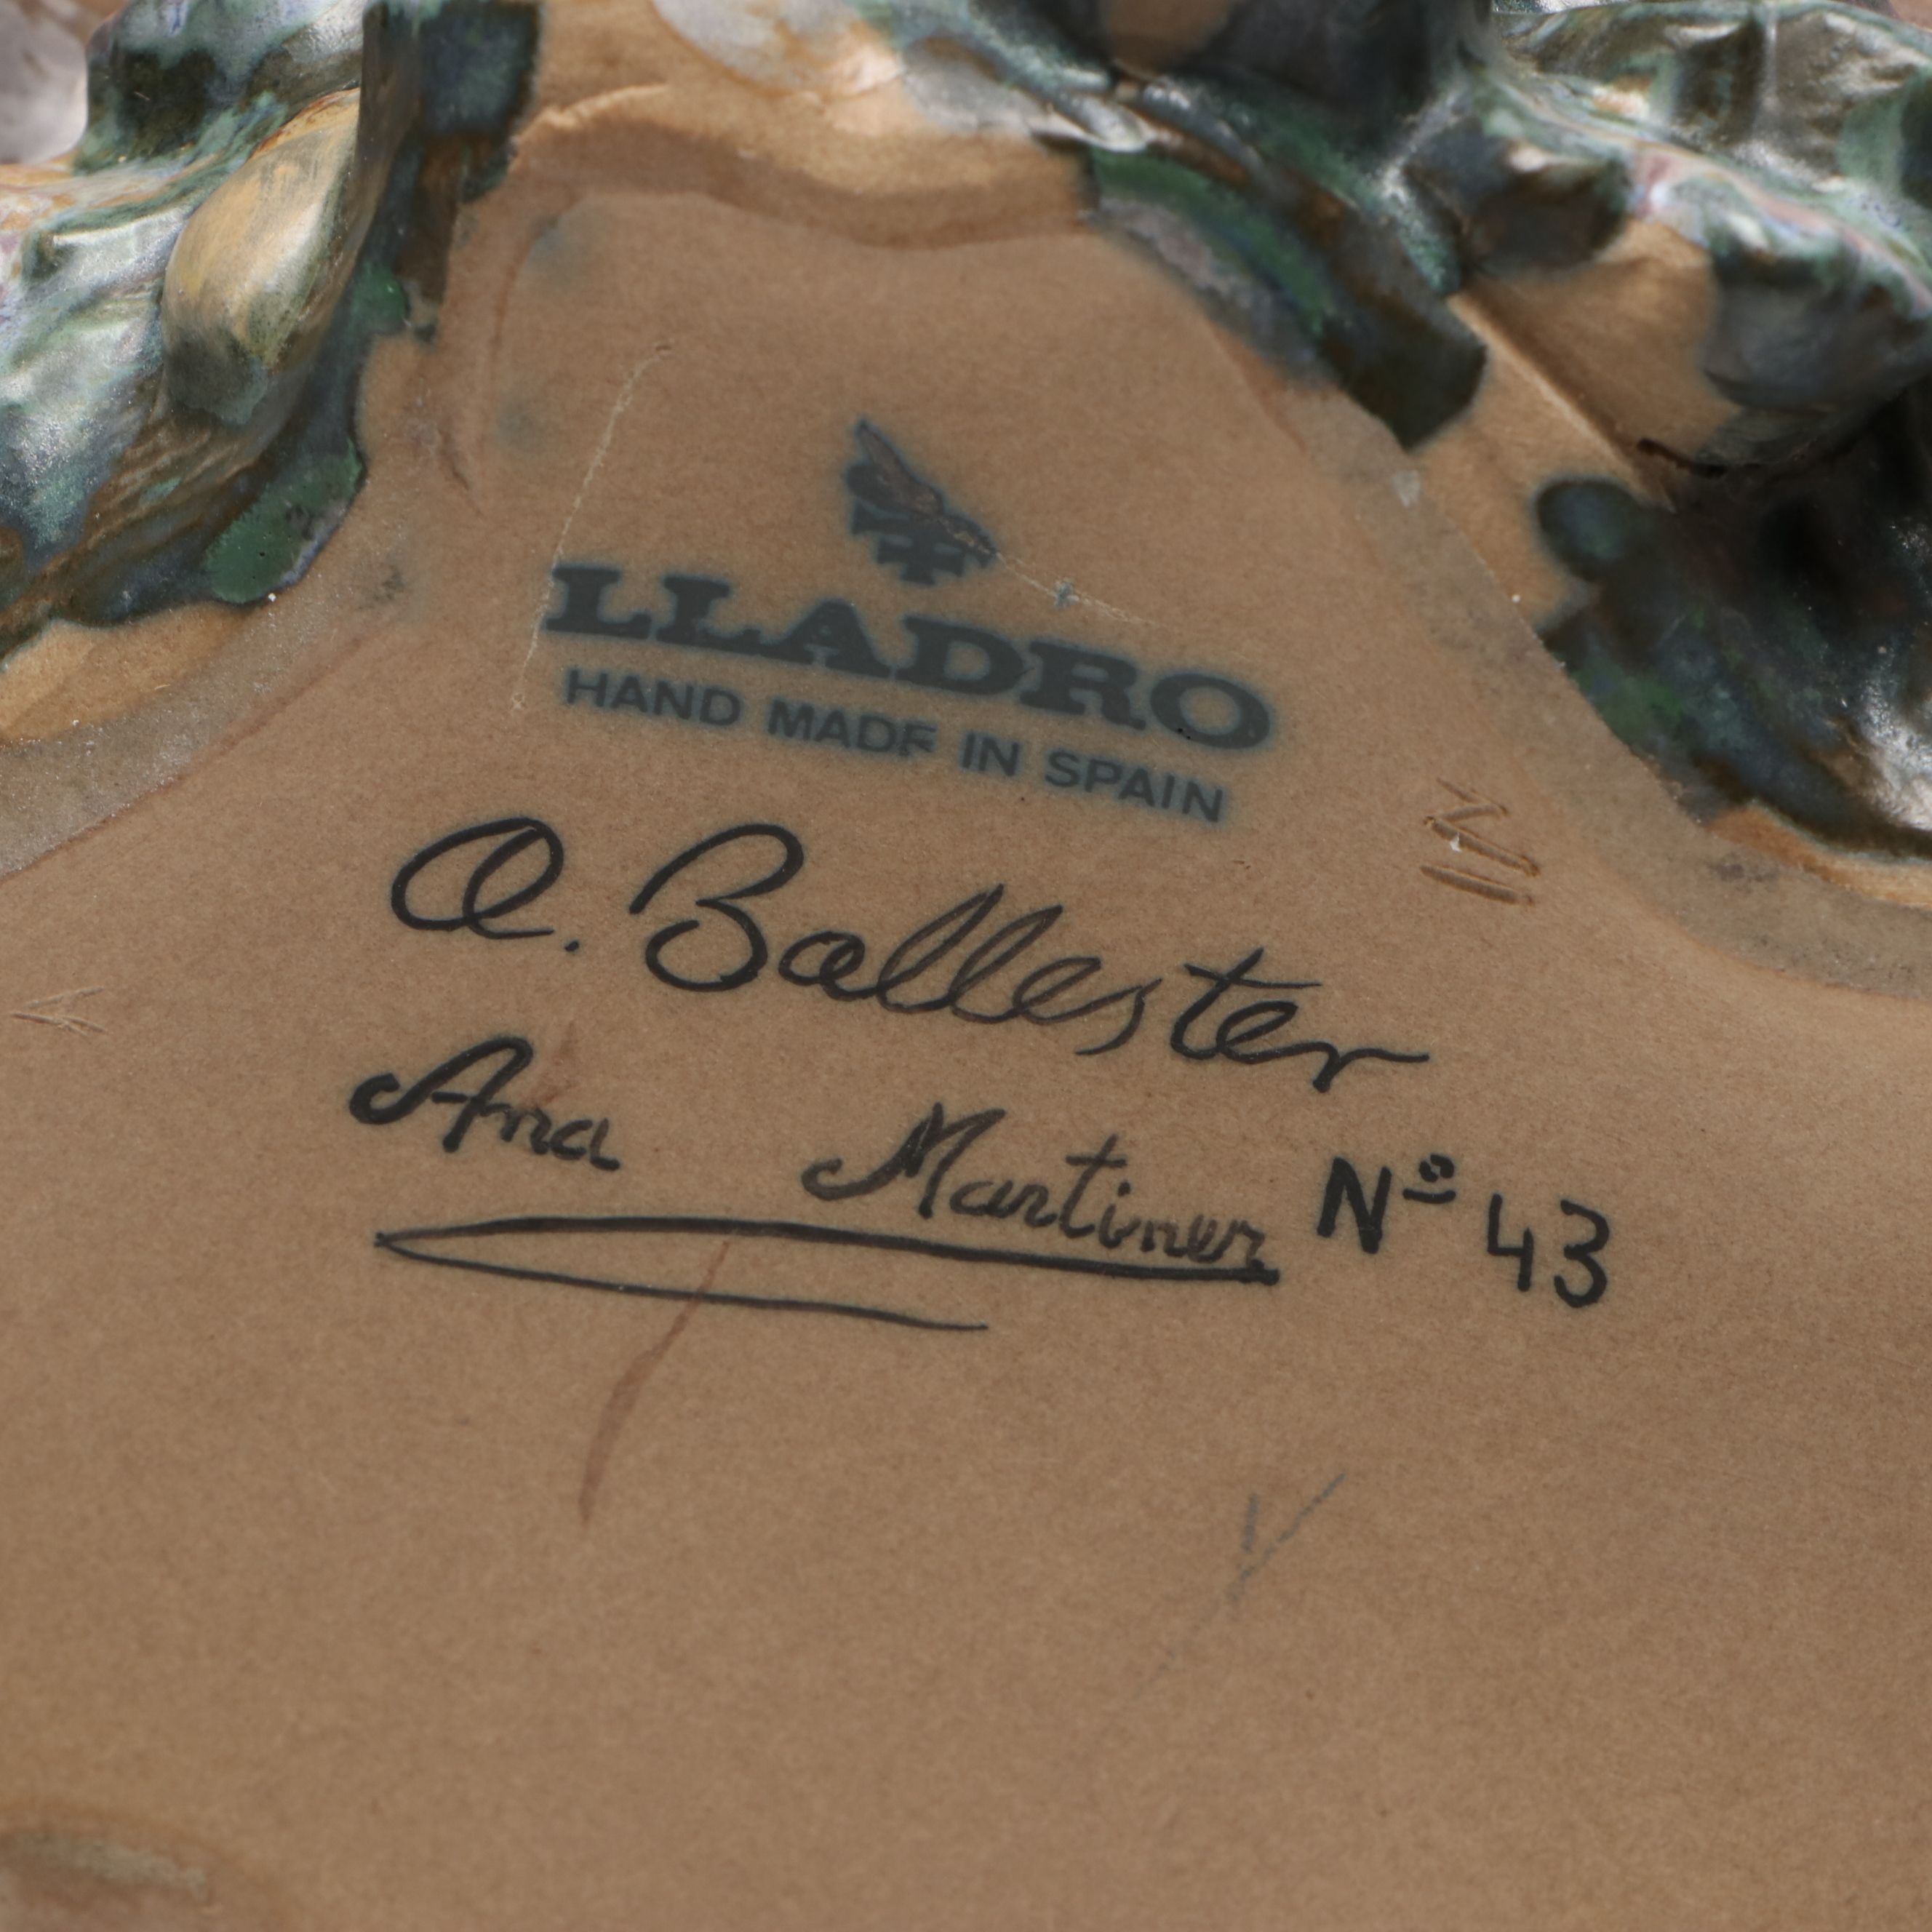 LLADRO
HAND MADE IN SPAIN
A. Ballester
Ana Martinez Nº 43